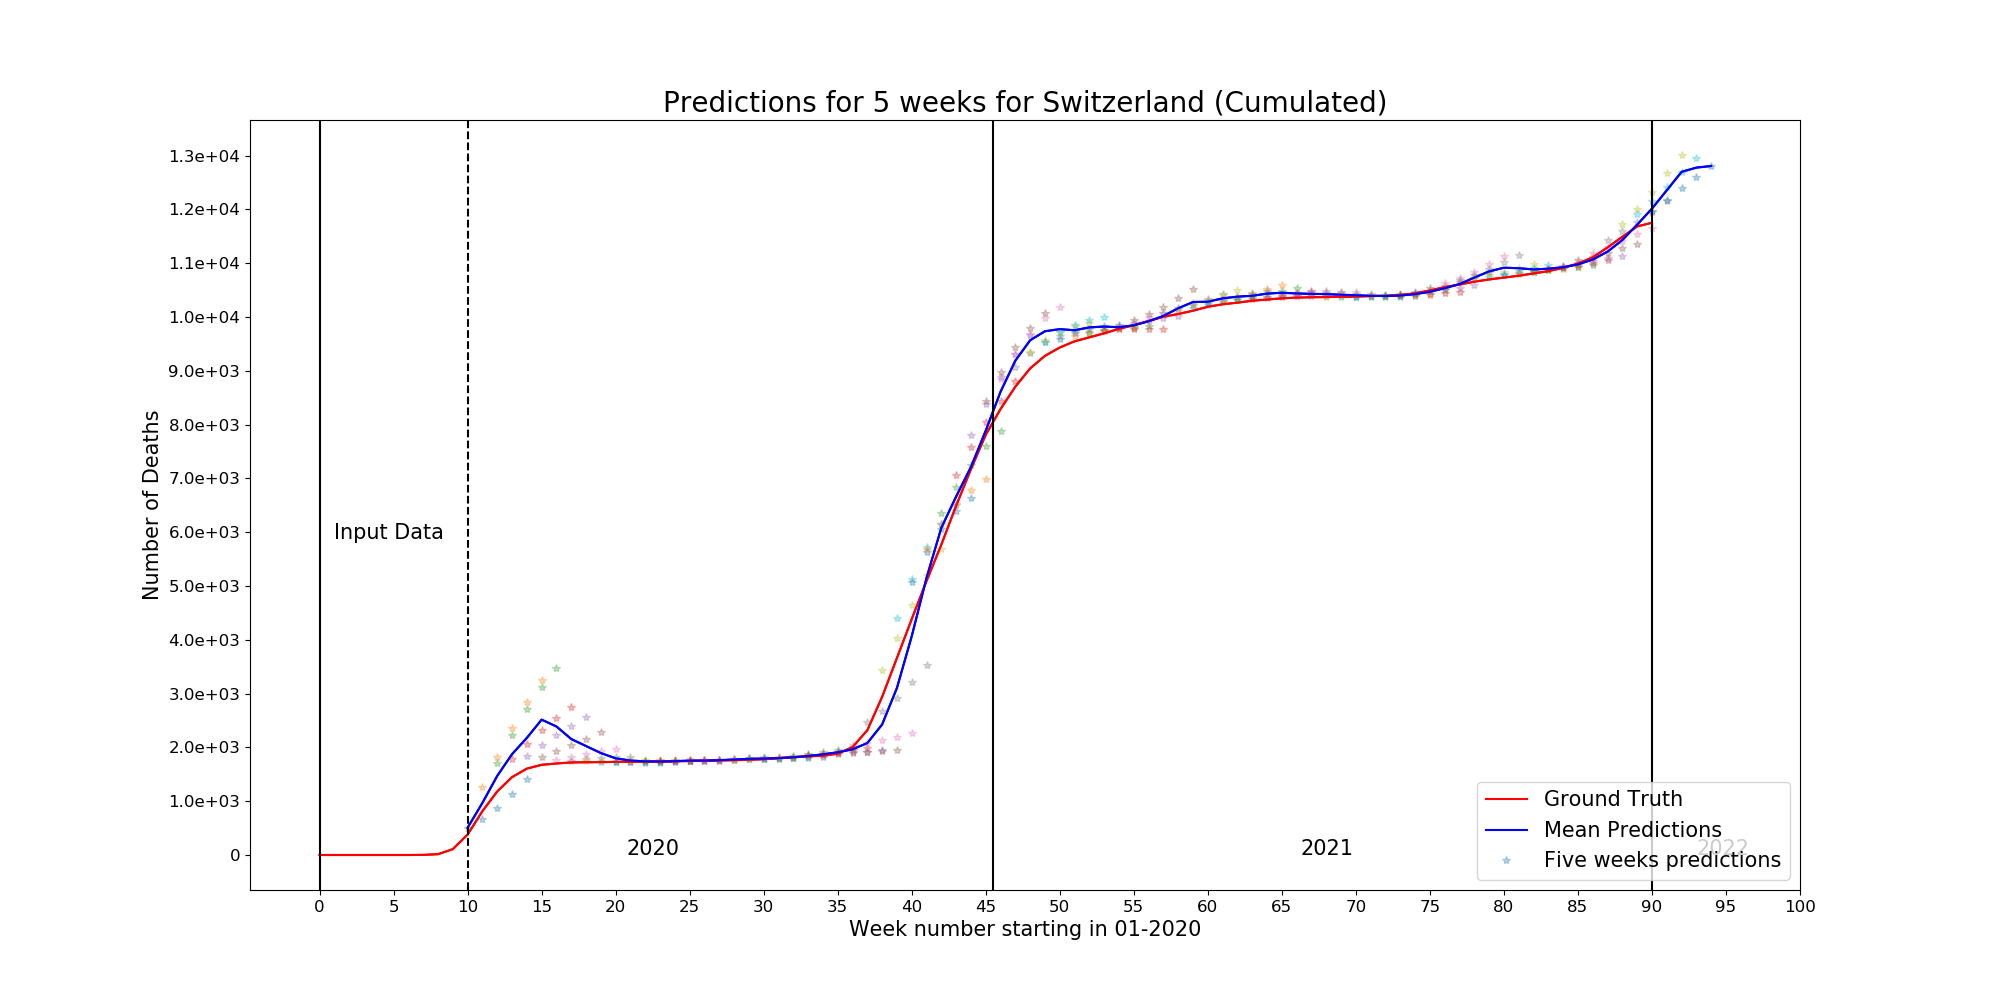 Predictions for 5 weeks for Switzerland (Cumulated)
1.3e+04
1.2e+04
1.1e+04
1.0e+04
9.0e+03
8.0e+03
7.0e+03
6.0e+03
5.0e+03
4.0e+03
3.0e+03
2.0e+03
1.0e+03
0
Number of Deaths
Input Data
2020
2021
2022
Ground Truth
Mean Predictions
Five weeks predictions
0 5 10 15 20 25 30 35 40 45 50 55 60 65 70 75 80 85 90 95 100
Week number starting in 01-2020